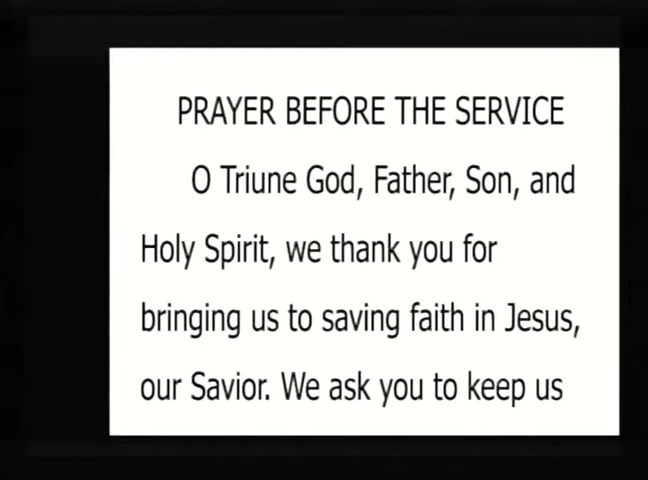 PRAYER BEFORE THE SERVICE
O Triune God, Father, Son, and
Holy Spirit, we thank you for
bringing us to saving faith in Jesus,
our Savior. We ask you to keep us